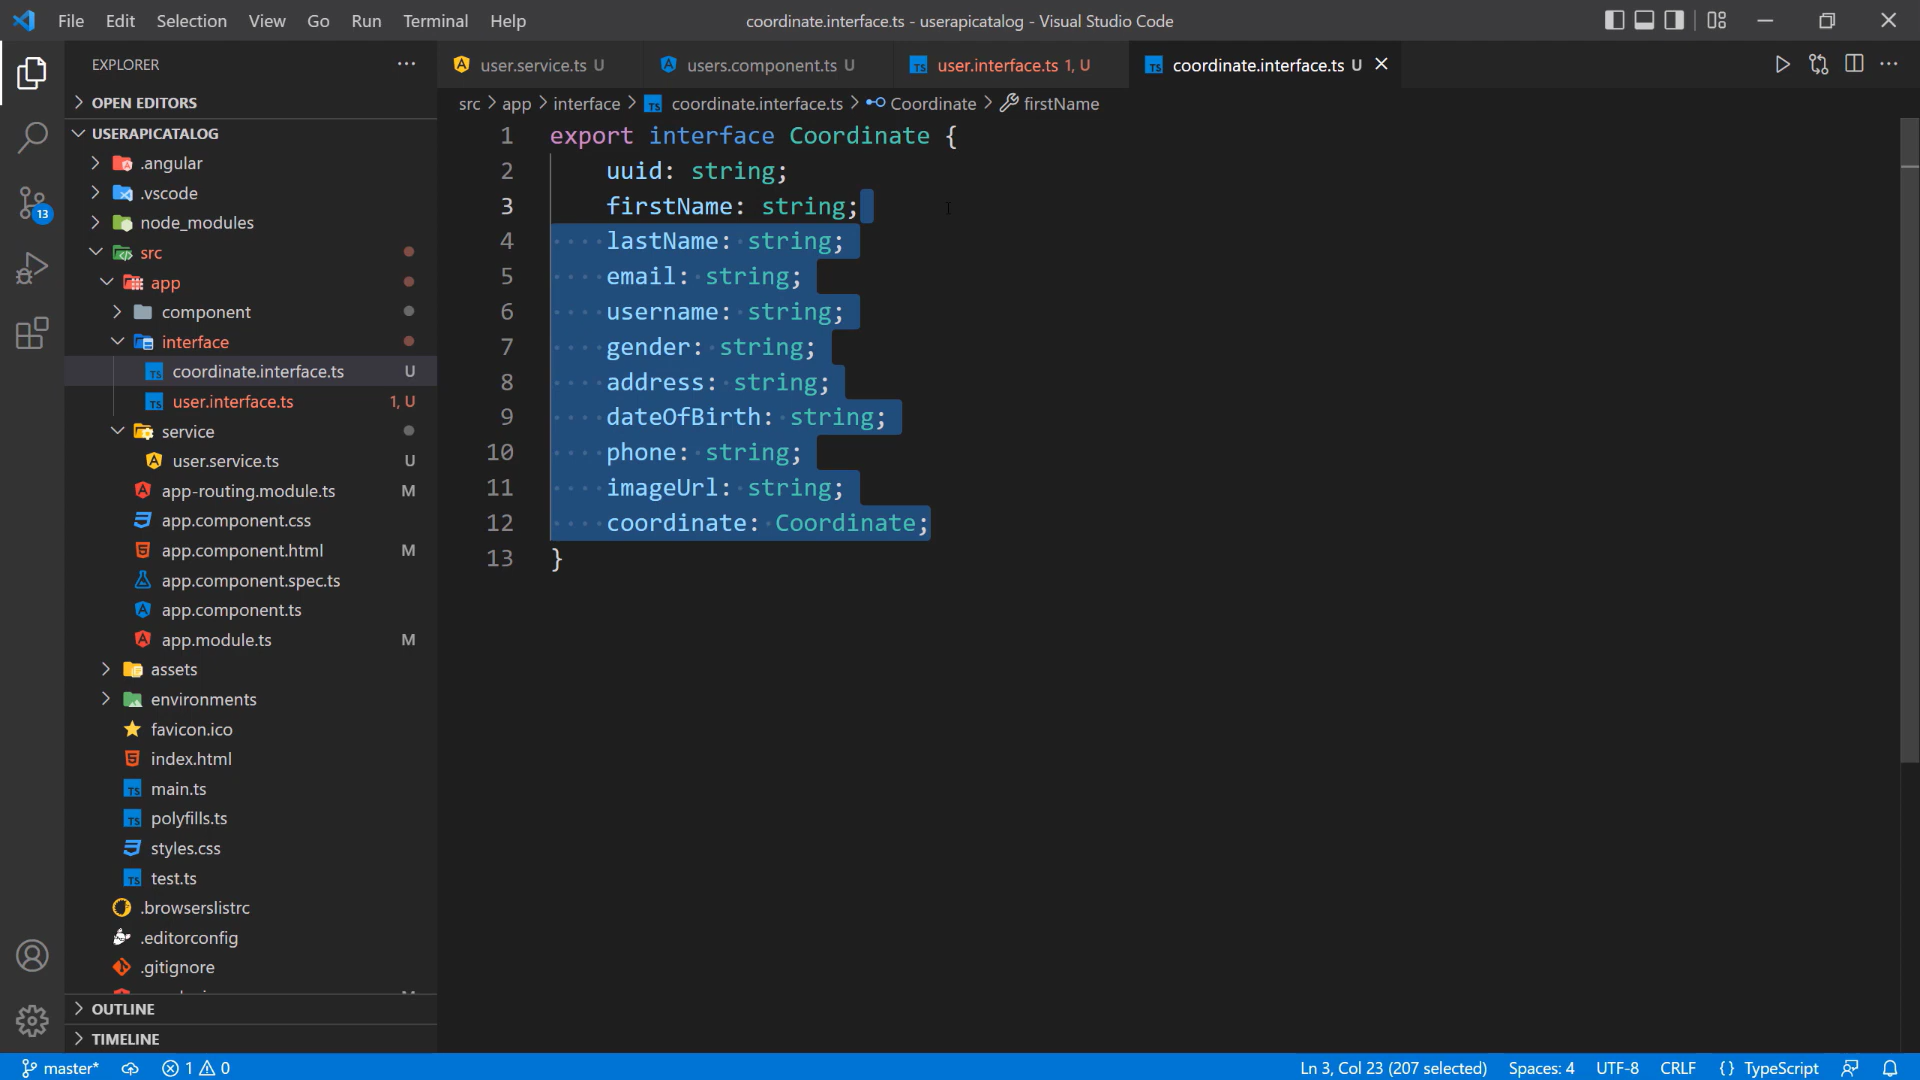 File Edit Selection View Go Run Terminal Help
coordinate.interface.ts - userapicatalog - Visual Studio Code
EXPLORER
OPEN EDITORS
USERAPICATALOG
.angular
.vscode
node_modules
src
app
component
interface
coordinate.interface.ts U
user.interface.ts 1, U
service
user.service.ts U
app-routing.module.ts M
app.component.css
app.component.html M
app.component.spec.ts
app.component.ts
app.module.ts M
assets
environments
favicon.ico
index.html
main.ts
polyfills.ts
styles.css
test.ts
.browserslistrc
.editorconfig
.gitignore
OUTLINE
TIMELINE
13
user.service.ts U
users.component.ts U
TS user.interface.ts 1, U
TS coordinate.interface.ts U
src > app > interface > TS coordinate.interface.ts > Coordinate > firstName
1 export interface Coordinate {
2 uuid: string;
3 firstName: string;
4 lastName: string;
5 email: string;
6 username: string;
7 gender: string;
8 address: string;
9 dateOfBirth: string;
10 phone: string;
11 imageUrl: string;
12 coordinate: Coordinate;
13 }
master* 1 0
Ln 3, Col 23 (207 selected) Spaces: 4 UTF-8 CRLF {} TypeScript